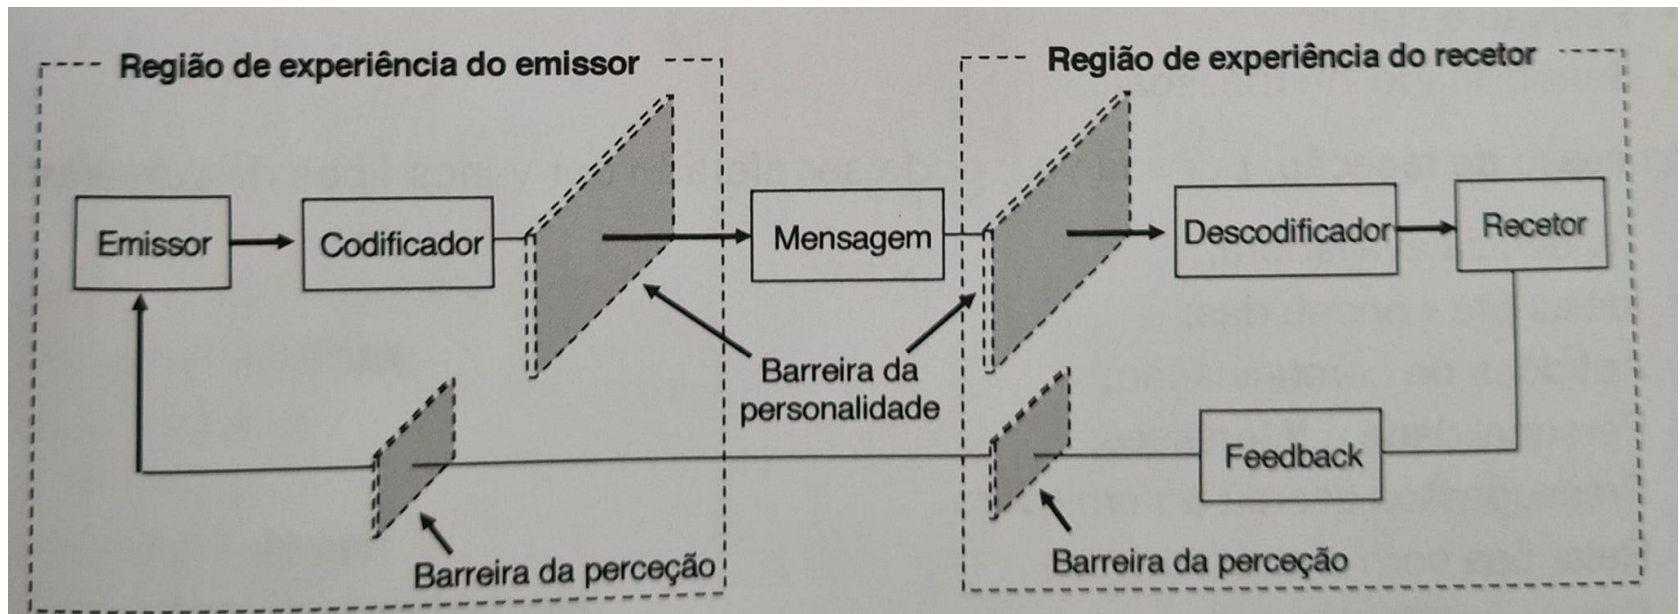 Região de experiência do emissor
Região de experiência do recetor
Emissor
Codificador
Mensagem
Descodificador
Recetor
Barreira da
personalidade
Feedback
Barreira da perceção
Barreira da perceção